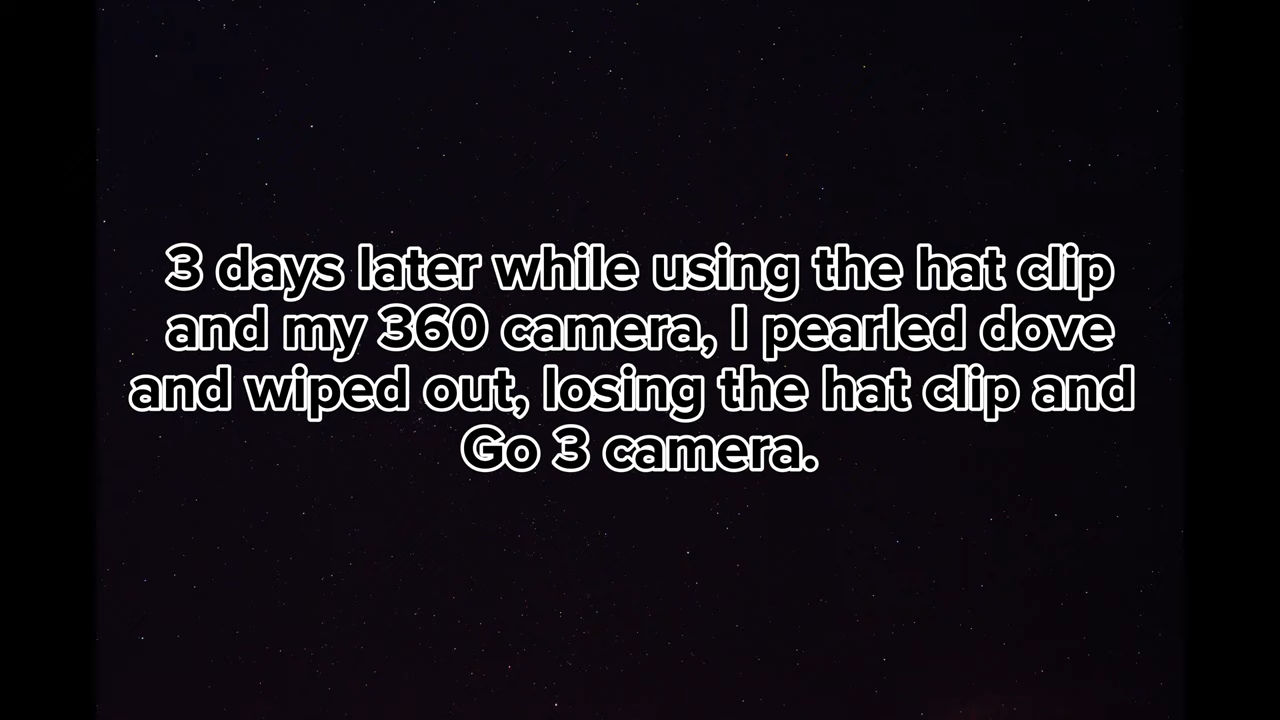 3 days later while using the hat clip
and my 360 camera, I pearled dove
and wiped out, losing the hat clip and
Go 3 camera.